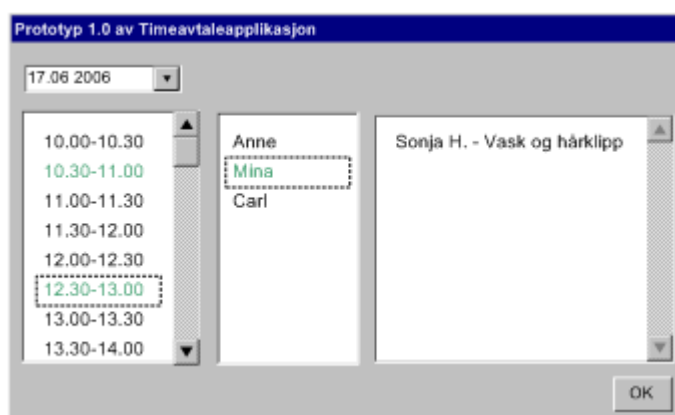 Prototyp 1.0 av Timeavtaleapplikasjon
17.06 2006
10.00-10.30
10.30-11.00
11.00-11.30
11.30-12.00
12.00-12.30
12.30-13.00
13.00-13.30
13.30-14.00
Anne
Mina
Carl
Sonja H. - Vask og hårklipp
OK